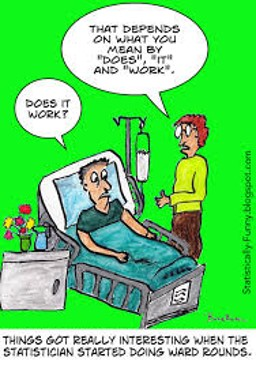 THAT DEPENDS
ON WHAT YOU
MEAN BY
"DOES", "IT"
AND "WORK".
DOES IT
WORK?
Statistically-Funny.blogspot.com
THINGS GOT REALLY INTERESTING WHEN THE
STATISTICIAN STARTED DOING WARD ROUNDS.